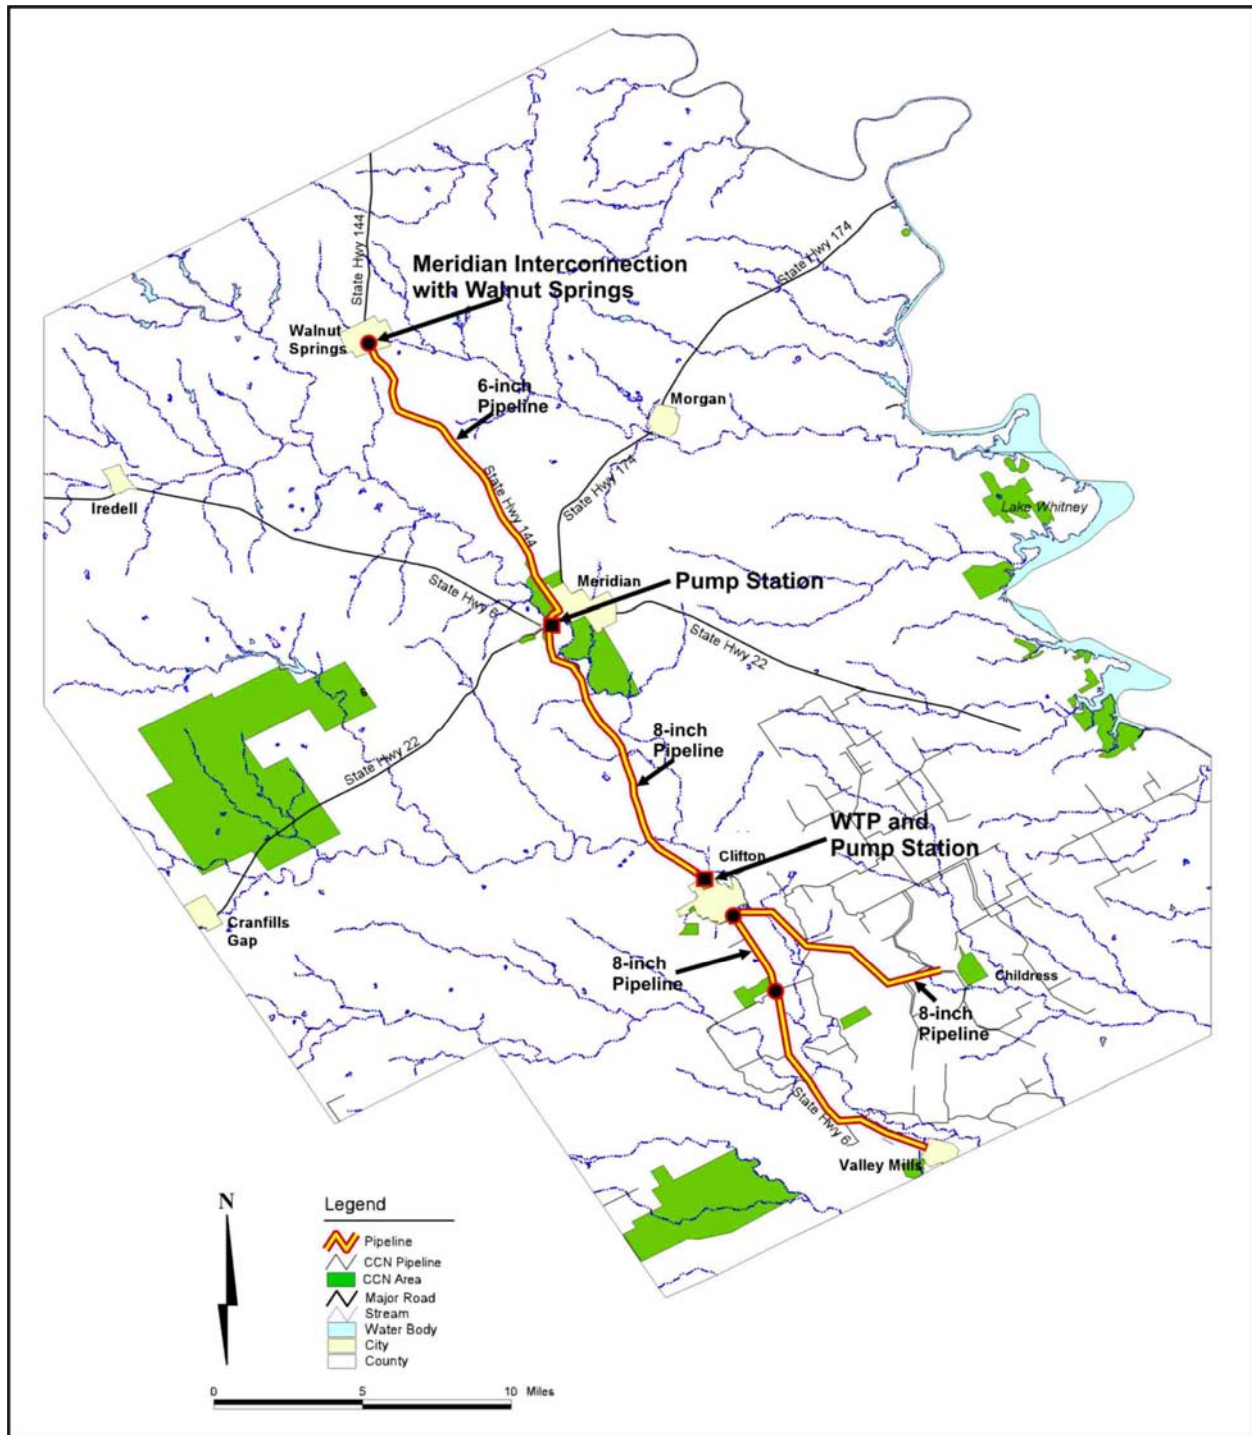 State Hwy 144
State Hwy 174
Meridian Interconnection
with Walnut Springs
Walnut
Springs
6-inch
Pipeline
Morgan
State Hwy 174
State Hwy 144
Iredell
Lake Whitney
State Hwy 6
Meridian
Pump Station
State Hwy 22
6
8-inch
Pipeline
State Hwy 22
WTP and
Pump Station
Clifton
Cranfills
Gap
8-inch
Pipeline
Childress
8-inch
Pipeline
State Hwy 6
Valley Mills
N
Legend
Pipeline
CCN Pipeline
CCN Area
Major Road
Stream
Water Body
City
County
0 5 10 Miles